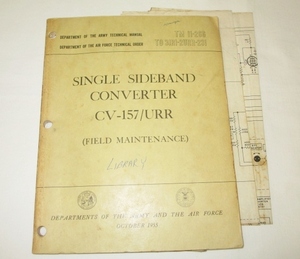 DEPARTMENT OF THE ARMY TECHNICAL MANUAL
DEPARTMENT OF THE AIR FORCE TECHNICAL ORDER
SINGLE SIDEBAND
CONVERTER
CV-157/URR
(FIELD MAINTENANCE)
DEPARTMENTS OF THE ARMY AND THE AIR FORCE
OCTOBER